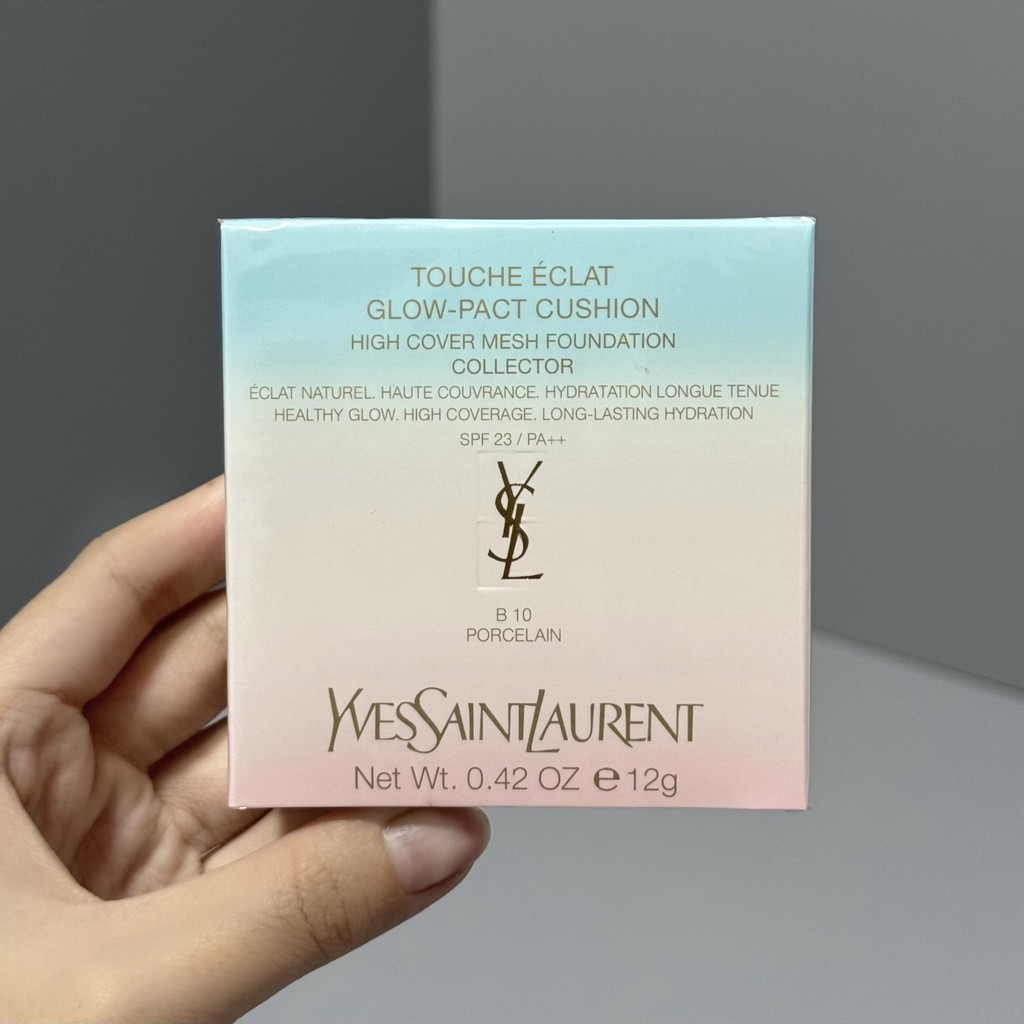 TOUCHE ÉCLAT
GLOW-PACT CUSHION
HIGH COVER MESH FOUNDATION
COLLECTOR
ÉCLAT NATUREL. HAUTE COUVRANCE. HYDRATATION LONGUE TENUE
HEALTHY GLOW. HIGH COVERAGE. LONG-LASTING HYDRATION
SPF 23 / PA++
YSL
B 10
PORCELAIN
YVESSAINTLAURENT
Net Wt. 0.42 OZ ℮ 12g